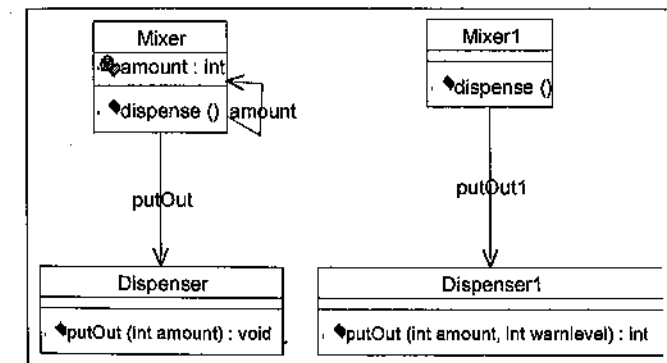 Mixer
amount : int
dispense () amount
putOut
Dispenser
putOut (int amount) : void
Mixer1
dispense ()
putOut1
Dispenser1
putOut (int amount, int warnlevel) : int